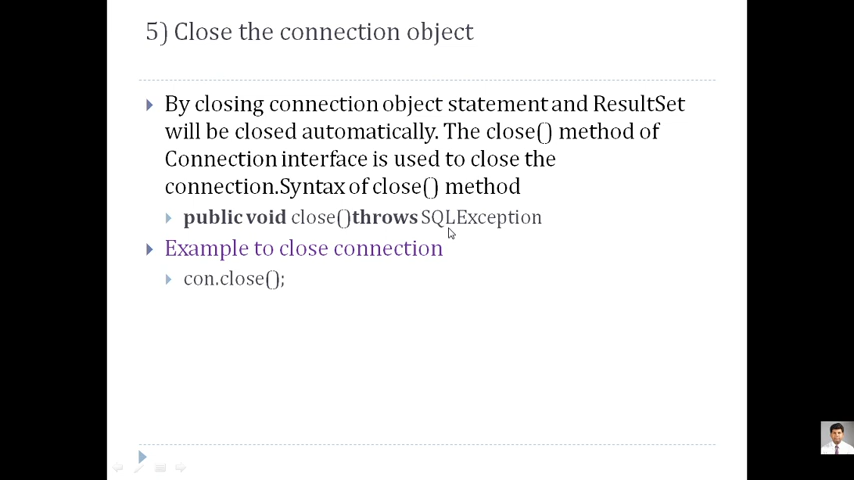 5) Close the connection object
By closing connection object statement and ResultSet
will be closed automatically. The close() method of
Connection interface is used to close the
connection.Syntax of close() method
public void close()throws SQLException
Example to close connection
con.close();